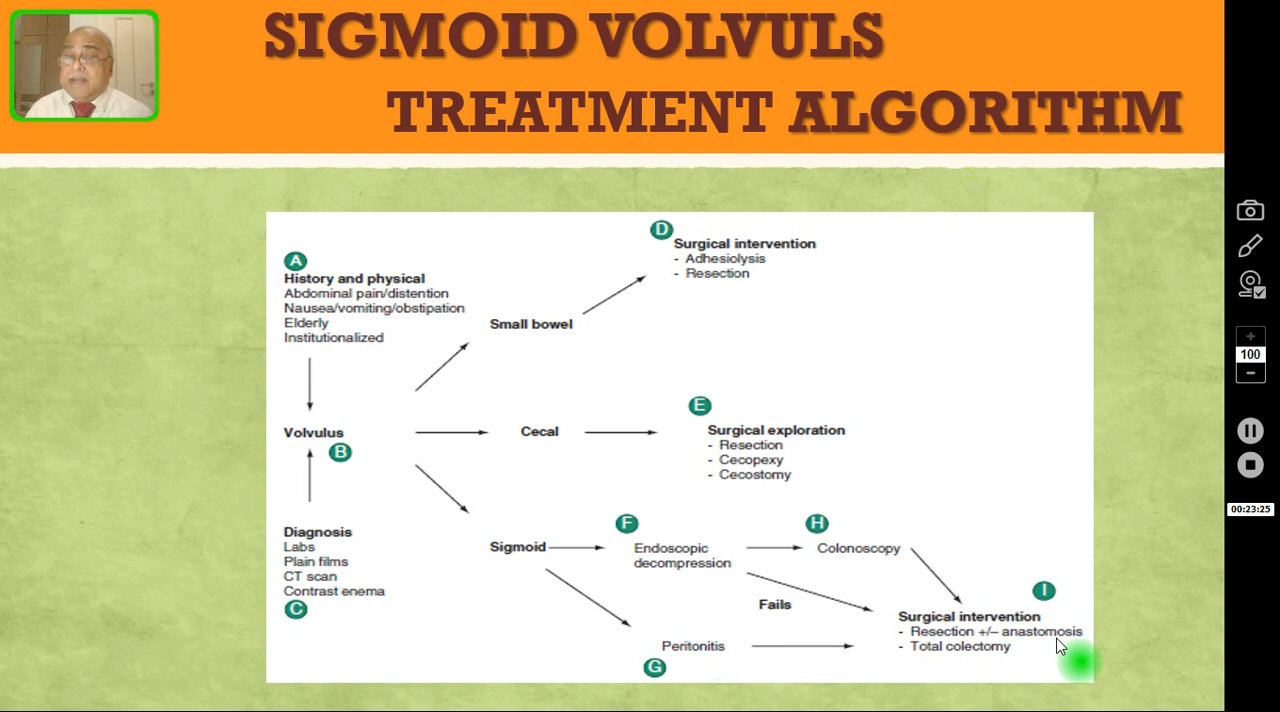 SIGMOID VOLVULS
TREATMENT ALGORITHM
A
History and physical
Abdominal pain/distention
Nausea/vomiting/obstipation
Elderly
Institutionalized
Volvulus
B
Diagnosis
Labs
Plain films
CT scan
Contrast enema
C
Small bowel
D
Surgical intervention
- Adhesiolysis
- Resection
Cecal
E
Surgical exploration
- Resection
- Cecopexy
- Cecostomy
Sigmoid
F
Endoscopic
decompression
H
Colonoscopy
Fails
G
Peritonitis
I
Surgical intervention
- Resection +/– anastomosis
- Total colectomy
+
100
−
00:23:25